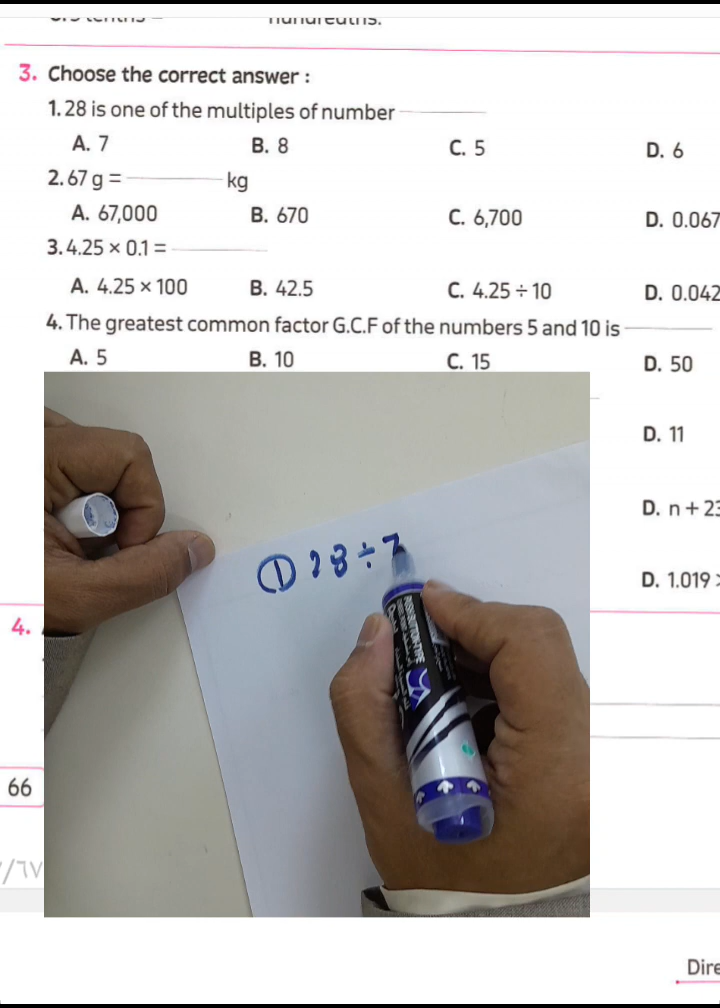 3. Choose the correct answer :
1. 28 is one of the multiples of number
A. 7 B. 8 C. 5 D. 6
2. 67 g = kg
A. 67,000 B. 670 C. 6,700 D. 0.067
3. 4.25 × 0.1 =
A. 4.25 × 100 B. 42.5 C. 4.25 ÷ 10 D. 0.042
4. The greatest common factor G.C.F of the numbers 5 and 10 is
A. 5 B. 10 C. 15 D. 50
D. 11
① 28 ÷ 7
D. n + 23
D. 1.019
PUSH BUTTON-TYPE
4.
66